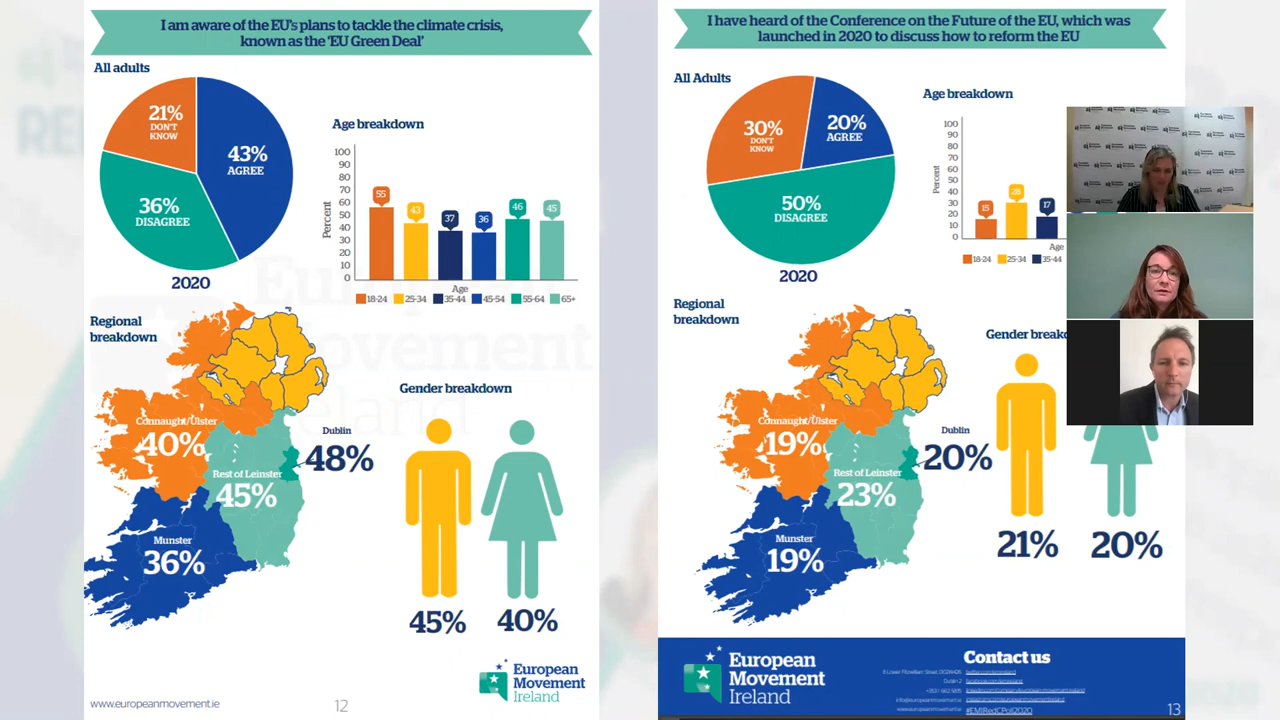 I am aware of the EU's plans to tackle the climate crisis,
known as the 'EU Green Deal'
All adults
21%
DON'T
KNOW
43%
AGREE
36%
DISAGREE
2020
Age breakdown
Percent
100
90
80
70
60
50
40
30
20
10
0
55
43
37
36
46
45
Age
18-24
25-34
35-44
45-54
55-64
65+
Regional
breakdown
Connaught/Ulster
40%
Dublin
48%
Rest of Leinster
45%
Munster
36%
Gender breakdown
45%
40%
European
Movement
Ireland
www.europeanmovement.ie
12
I have heard of the Conference on the Future of the EU, which was
launched in 2020 to discuss how to reform the EU
All Adults
30%
DON'T
KNOW
20%
AGREE
50%
DISAGREE
2020
Age breakdown
Percent
100
90
80
70
60
50
40
30
20
10
0
15
28
17
Age
18-24
25-34
35-44
Regional
breakdown
Connaught/Ulster
19%
Dublin
20%
Rest of Leinster
23%
Munster
19%
Gender
21%
20%
European
Movement
Ireland
Contact us
Dublin 2
www.europeanmovement.ie
#EMIRedCPoll2020
13